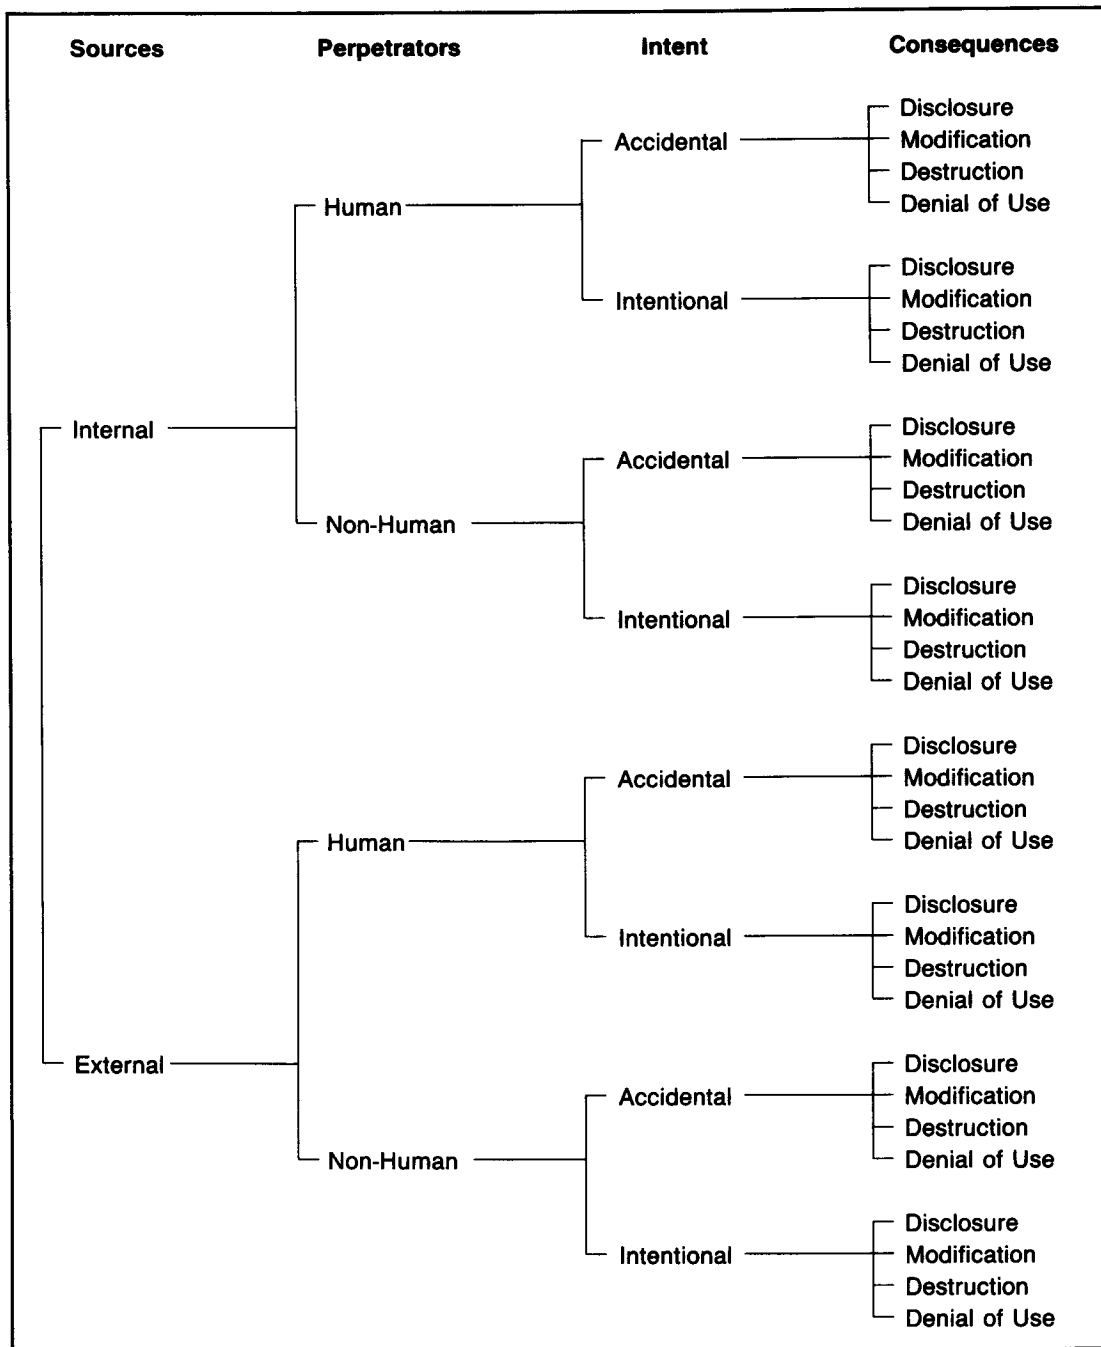 Sources Perpetrators Intent Consequences
Disclosure
Accidental Modification
Destruction
Human Denial of Use
Disclosure
Intentional Modification
Destruction
Denial of Use
Internal Disclosure
Accidental Modification
Destruction
Non-Human Denial of Use
Disclosure
Intentional Modification
Destruction
Denial of Use
Disclosure
Accidental Modification
Destruction
Human Denial of Use
Disclosure
Intentional Modification
Destruction
Denial of Use
External Disclosure
Accidental Modification
Destruction
Non-Human Denial of Use
Disclosure
Intentional Modification
Destruction
Denial of Use